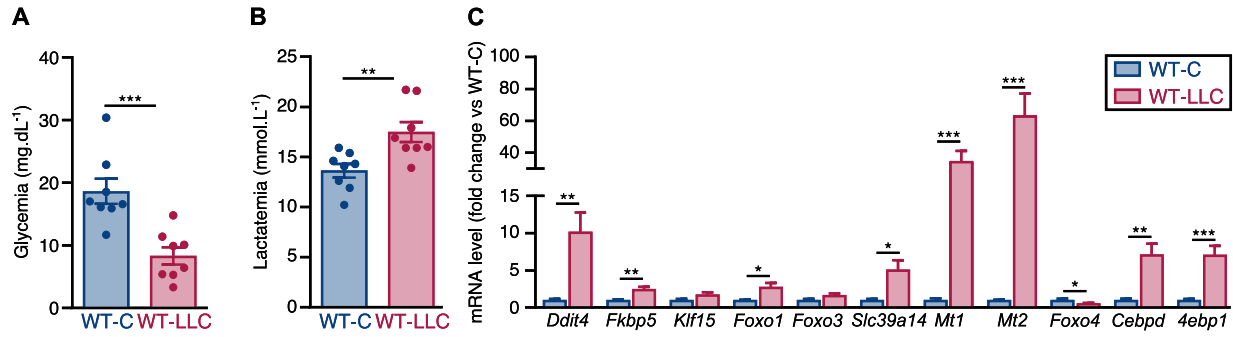 A
Glycemia (mg.dL-1)
40
30
20
10
0
***
WT-C WT-LLC
B
Lactatemia (mmol.L-1)
25
20
15
10
5
0
**
WT-C WT-LLC
C
mRNA level (fold change vs WT-C)
100
80
60
40
15
10
5
0
**
**
*
*
***
***
*
**
***
Ddit4 Fkbp5 Klf15 Foxo1 Foxo3 Slc39a14 Mt1 Mt2 Foxo4 Cebpd 4ebp1
WT-C
WT-LLC